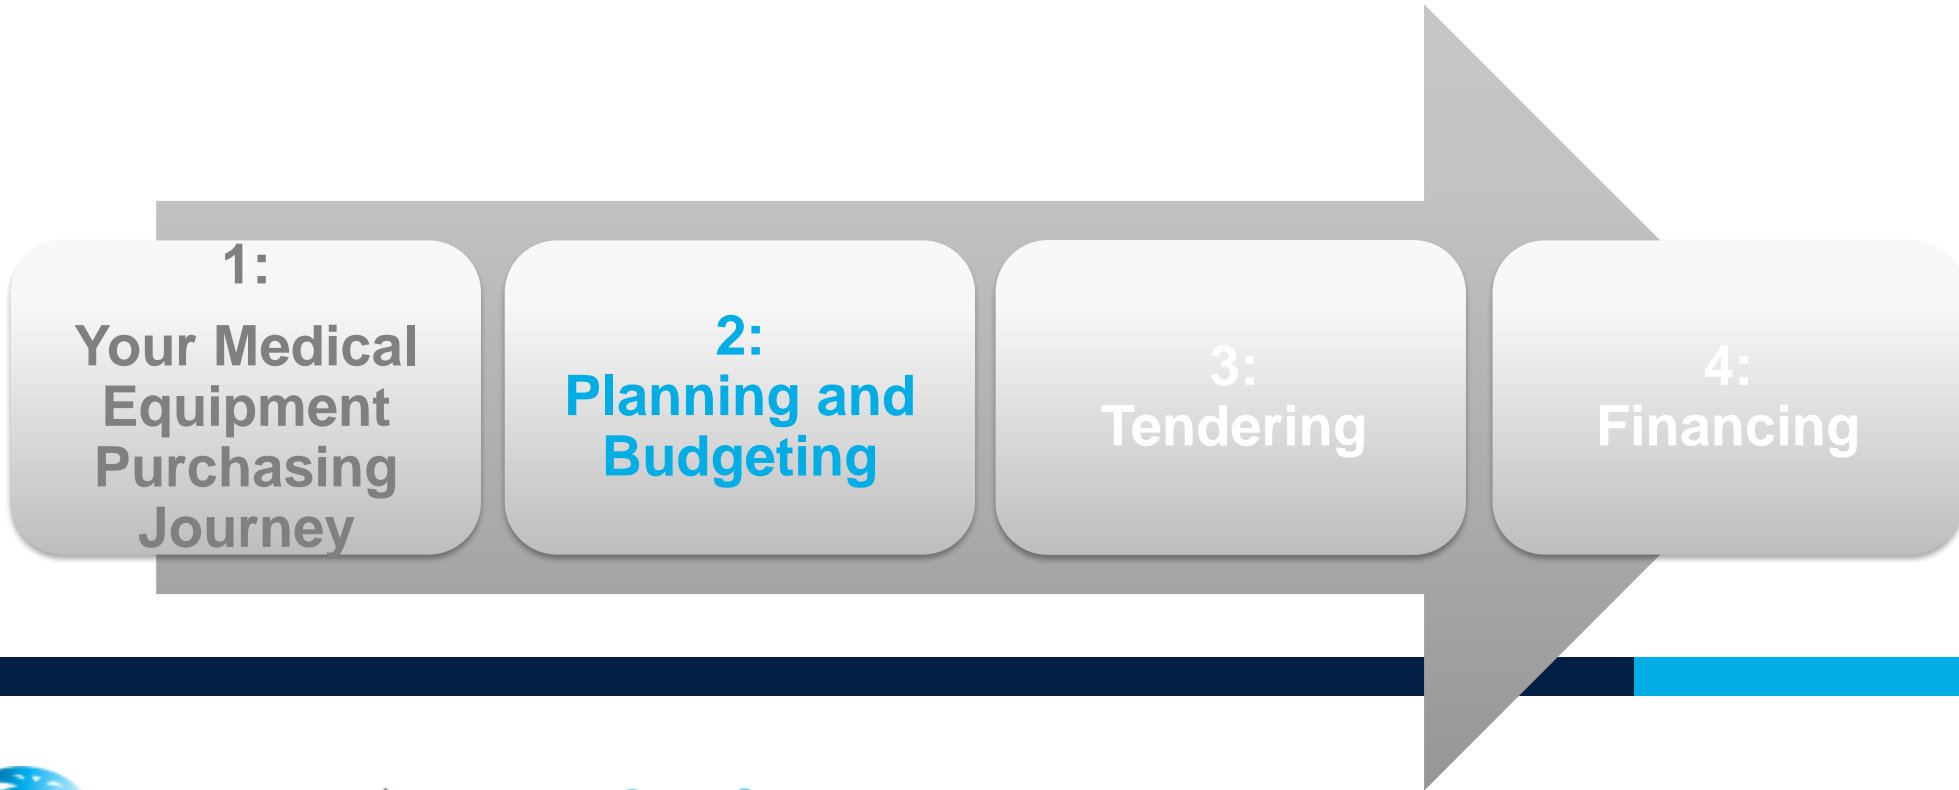 1:
Your Medical
Equipment
Purchasing
Journey
2:
Planning and
Budgeting
3:
Tendering
4:
Financing